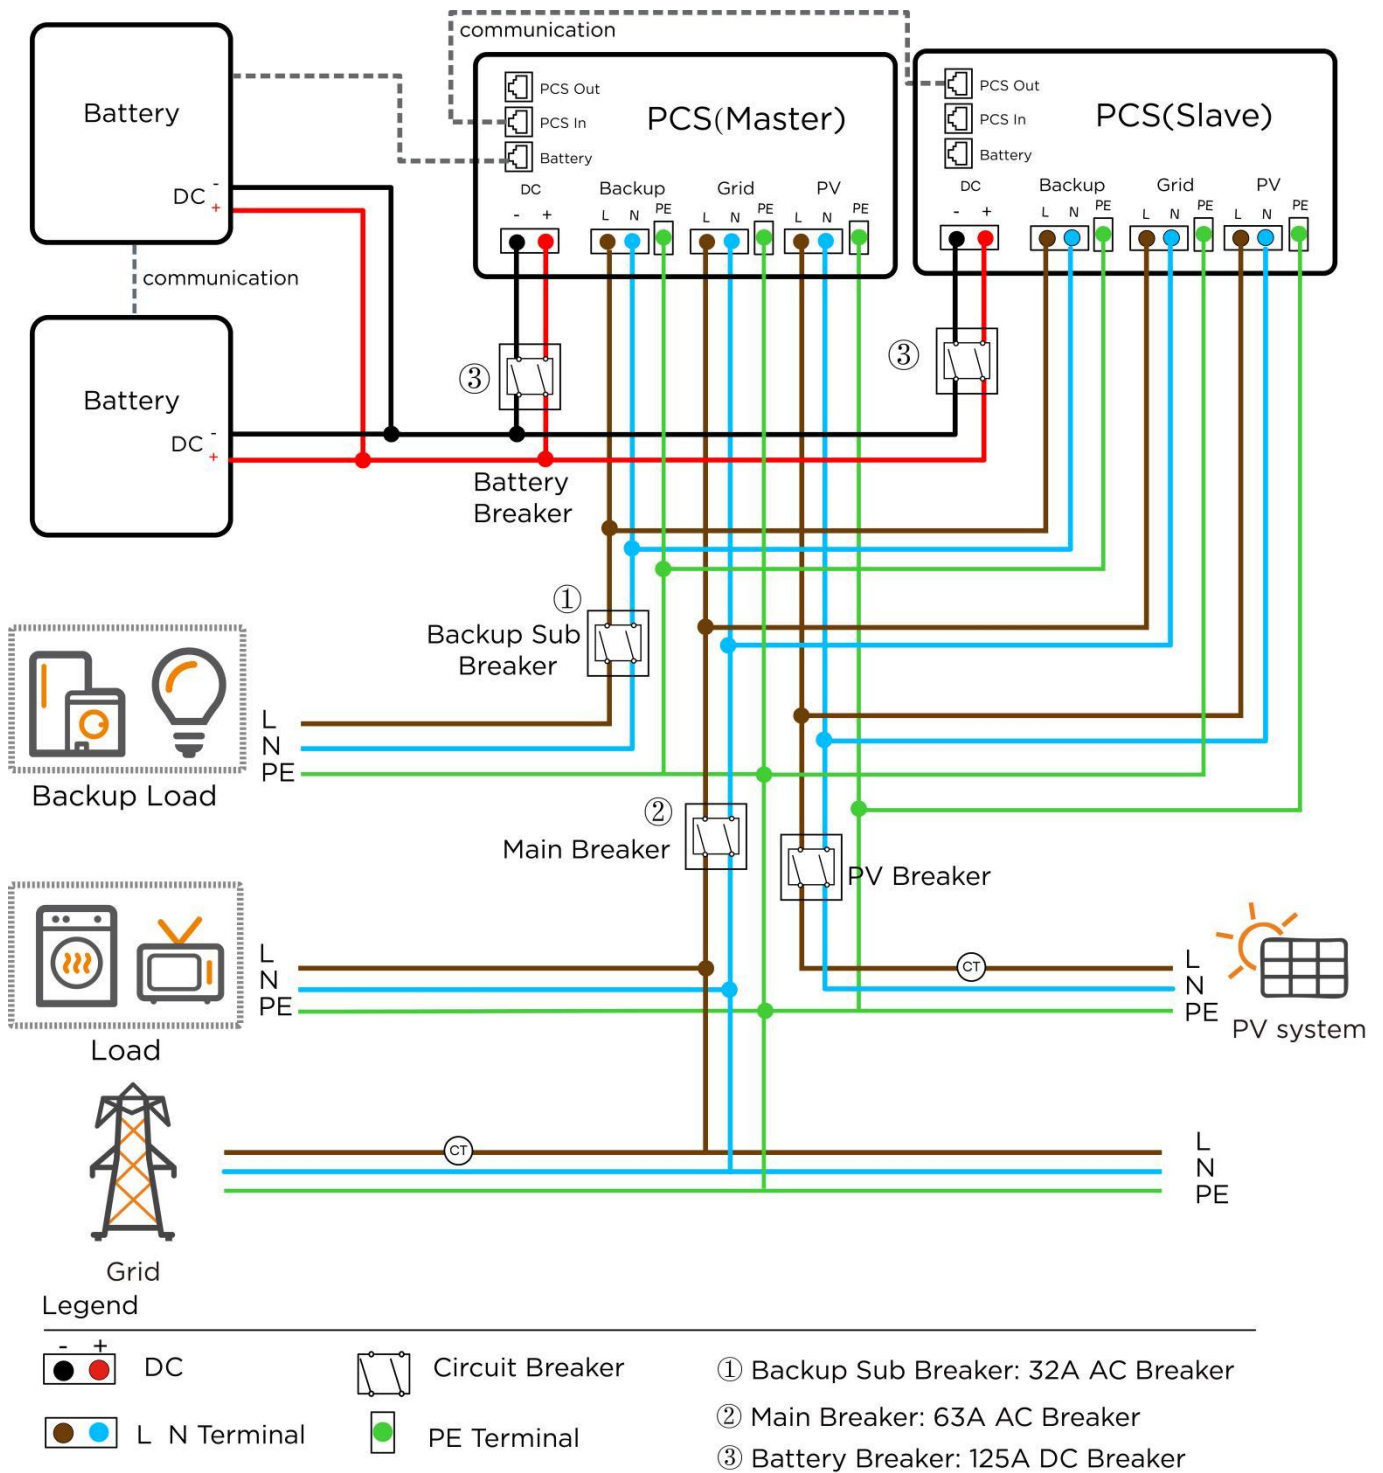 communication
Battery
DC
-
+
communication
Battery
DC
-
+
PCS Out
PCS In
Battery
PCS(Master)
DC
Backup
Grid
PV
-
+
L
N
PE
L
N
PE
L
N
PE
PCS Out
PCS In
Battery
PCS(Slave)
DC
Backup
Grid
PV
-
+
L
N
PE
L
N
PE
L
N
PE
③
③
Battery
Breaker
①
Backup Sub
Breaker
L
N
PE
Backup Load
②
Main Breaker
PV Breaker
L
N
PE
Load
CT
L
N
PE
PV system
CT
L
N
PE
Grid
Legend
- +
DC
Circuit Breaker
① Backup Sub Breaker: 32A AC Breaker
L N Terminal
PE Terminal
② Main Breaker: 63A AC Breaker
③ Battery Breaker: 125A DC Breaker